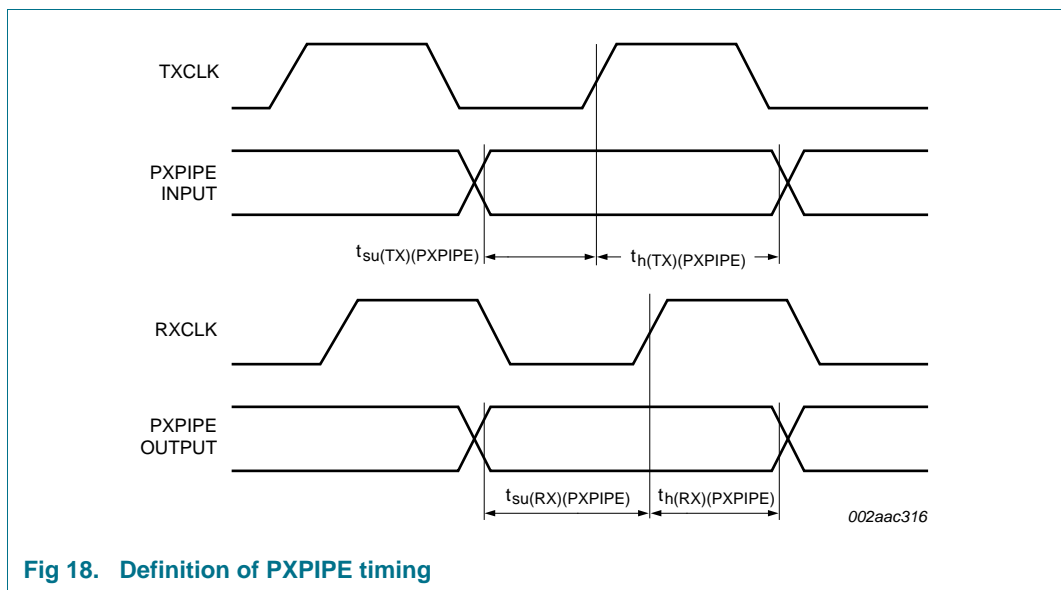 TXCLK
PXPIPE
INPUT
tsu(TX)(PXPIPE) th(TX)(PXPIPE)
RXCLK
PXPIPE
OUTPUT
tsu(RX)(PXPIPE) th(RX)(PXPIPE)
002aac316
Fig 18. Definition of PXPIPE timing